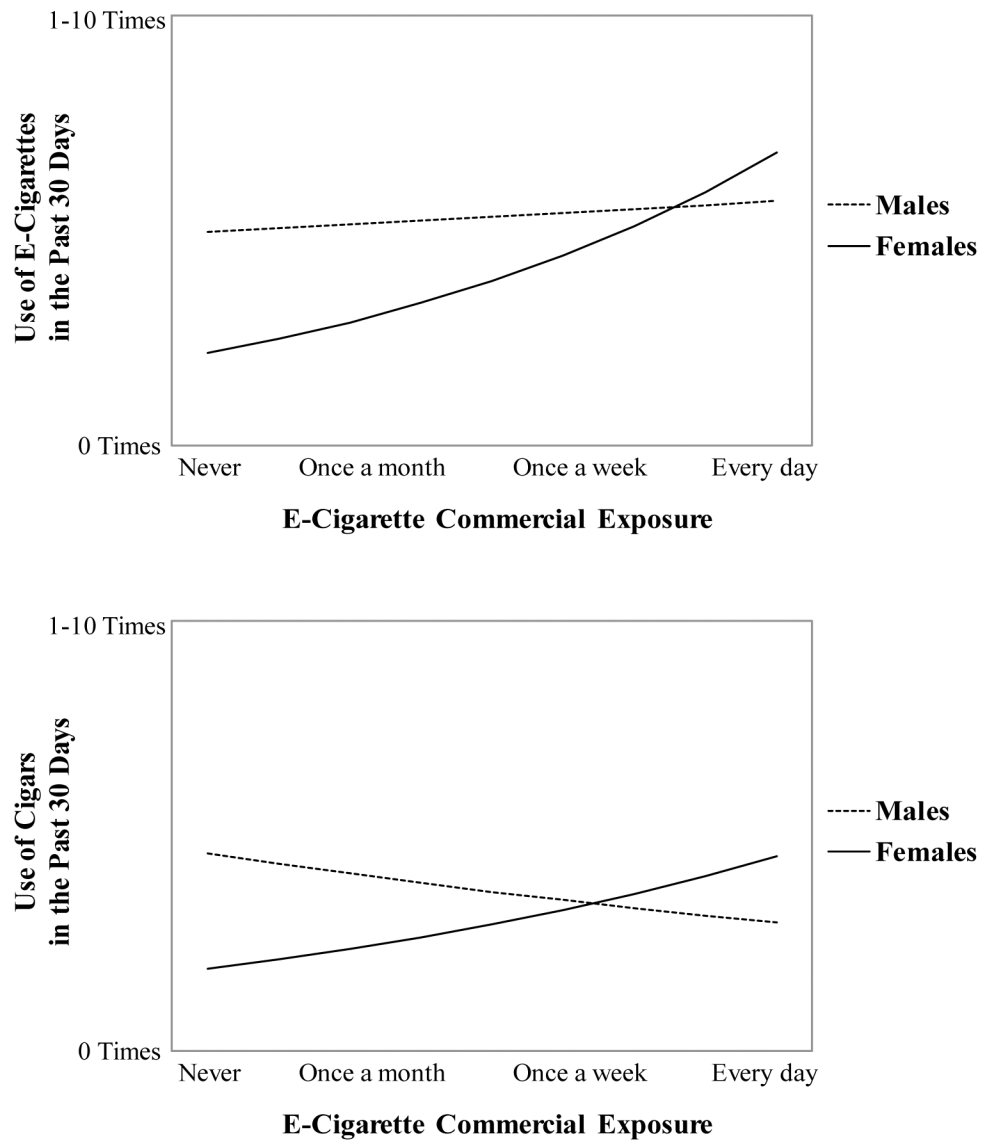 1-10 Times
Use of E-Cigarettes
in the Past 30 Days
Males
Females
0 Times
Never
Once a month
Once a week
Every day
E-Cigarette Commercial Exposure
1-10 Times
Use of Cigars
in the Past 30 Days
Males
Females
0 Times
Never
Once a month
Once a week
Every day
E-Cigarette Commercial Exposure